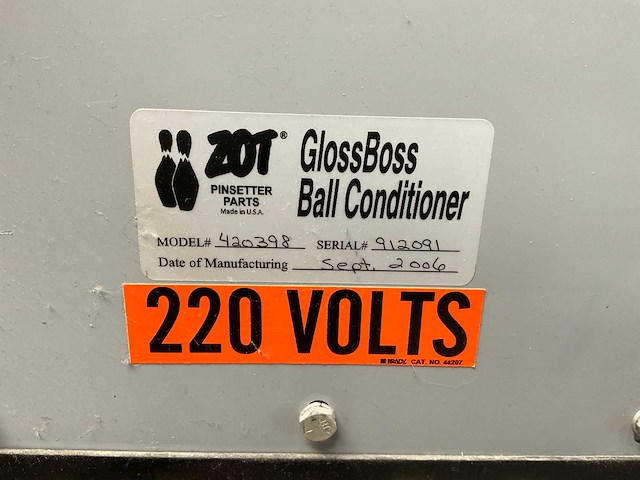 ZOT® GlossBoss
PINSETTER PARTS Ball Conditioner
Made in U.S.A.
MODEL# 420398 SERIAL# 912091
Date of Manufacturing Sept. 2006
220 VOLTS
BRADY CAT. NO. 44207